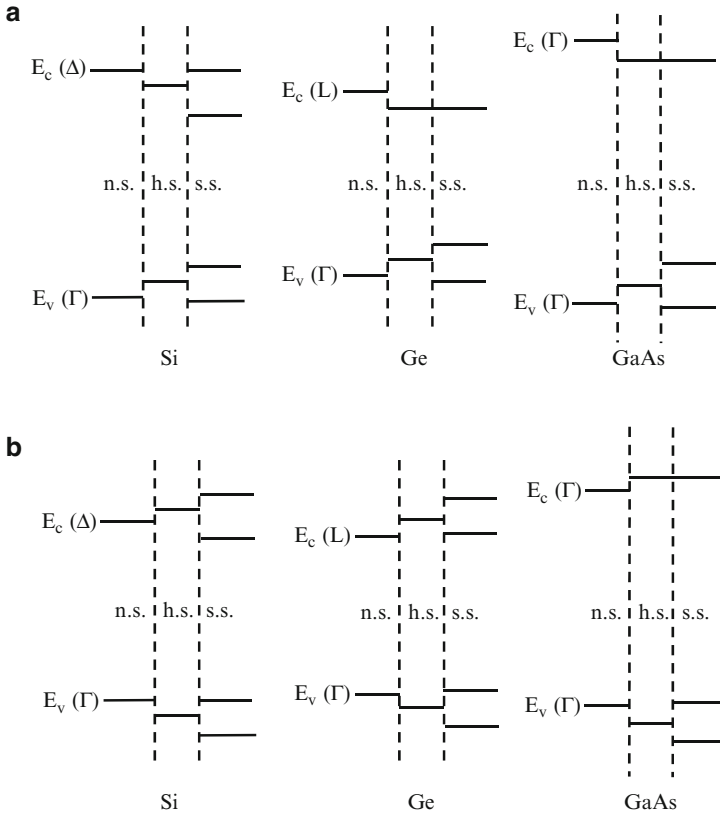 a
E_c (Δ)
E_c (L)
E_c (Γ)
n.s. h.s. s.s.
n.s. h.s. s.s.
n.s. h.s. s.s.
E_v (Γ)
E_v (Γ)
E_v (Γ)
Si
Ge
GaAs
b
E_c (Δ)
E_c (L)
E_c (Γ)
n.s. h.s. s.s.
n.s. h.s. s.s.
n.s. h.s. s.s.
E_v (Γ)
E_v (Γ)
E_v (Γ)
Si
Ge
GaAs